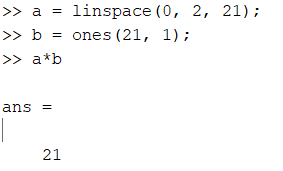 >> a = linspace(0, 2, 21);
>> b = ones(21, 1);
>> a*b
ans =
21